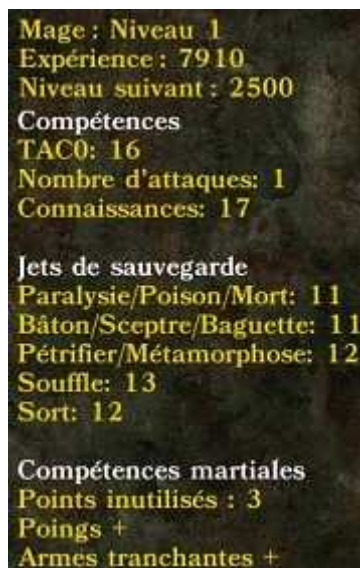 Mage : Niveau 1
Expérience : 7910
Niveau suivant : 2500
Compétences
TAC0: 16
Nombre d'attaques: 1
Connaissances: 17
Jets de sauvegarde
Paralysie/Poison/Mort: 11
Bâton/Sceptre/Baguette: 11
Pétrifier/Métamorphose: 12
Souffle: 13
Sort: 12
Compétences martiales
Points inutilisés : 3
Poings +
Armes tranchantes +